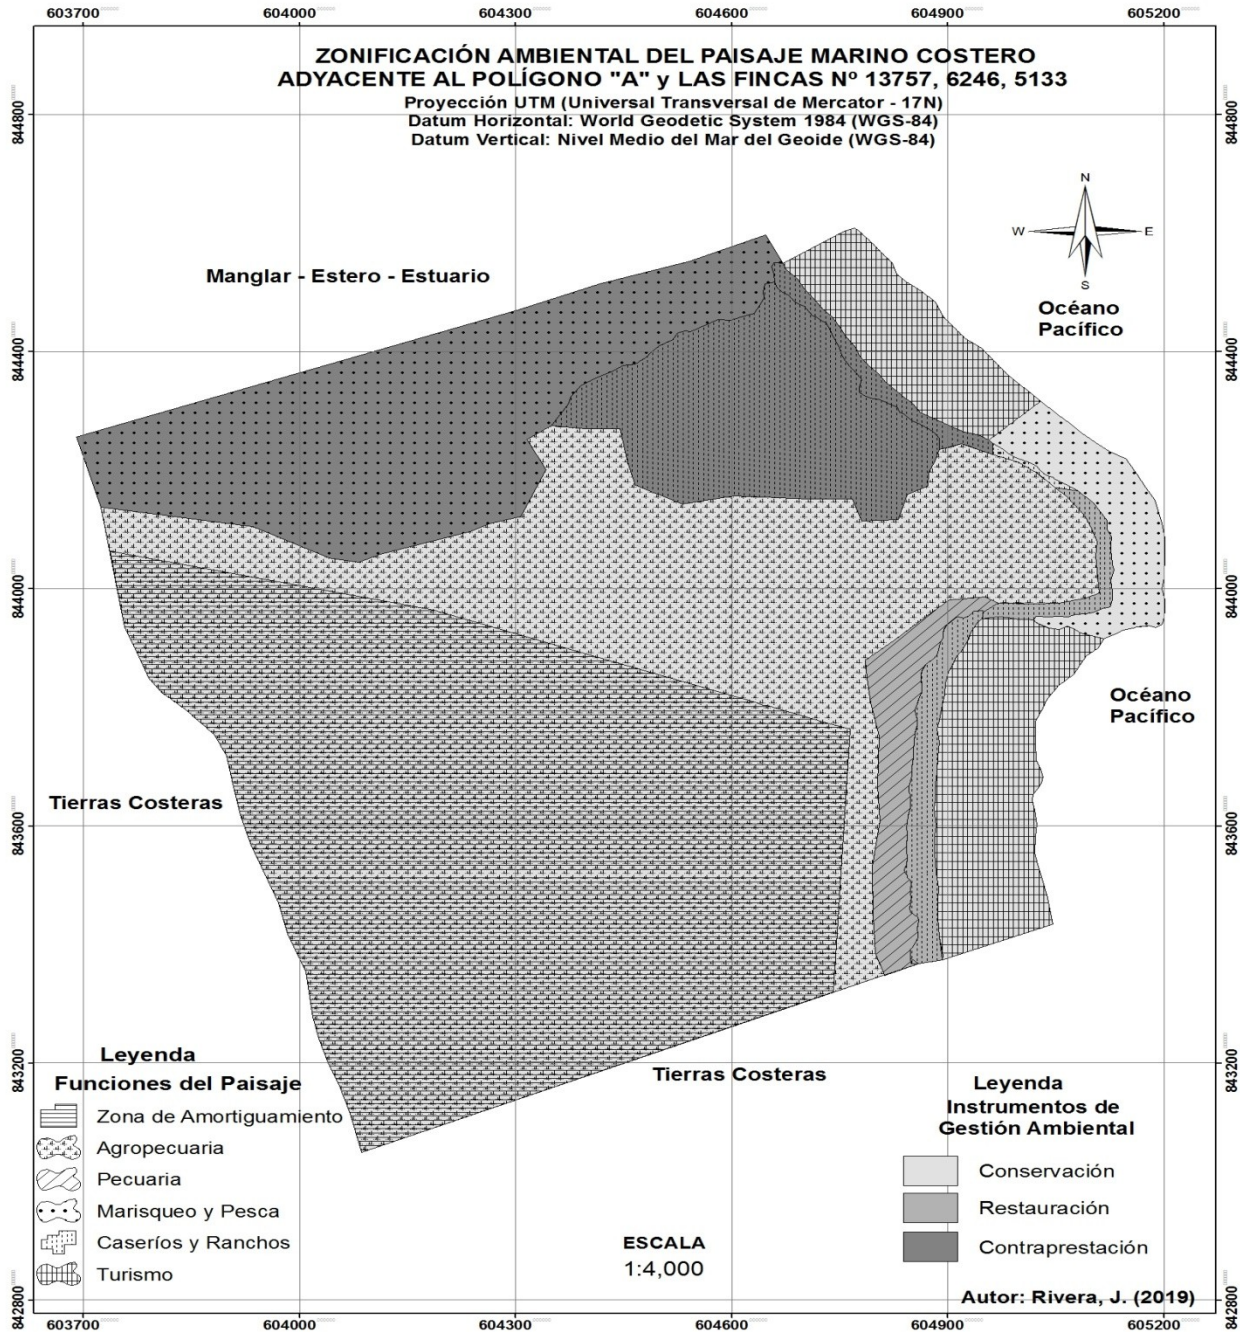 603700 604000 604300 604600 604900 605200
ZONIFICACIÓN AMBIENTAL DEL PAISAJE MARINO COSTERO
ADYACENTE AL POLÍGONO "A" y LAS FINCAS Nº 13757, 6246, 5133
Proyección UTM (Universal Transversal de Mercator - 17N)
Datum Horizontal: World Geodetic System 1984 (WGS-84)
Datum Vertical: Nivel Medio del Mar del Geoide (WGS-84)
844800 844800
N
W E
S
Manglar - Estero - Estuario
Océano
Pacífico
844400 844400
844000 844000
Océano
Pacífico
Tierras Costeras
843600 843600
843200 843200
Tierras Costeras
Leyenda
Funciones del Paisaje
Zona de Amortiguamiento
Agropecuaria
Pecuaria
Marisqueo y Pesca
Caseríos y Ranchos
Turismo
ESCALA
1:4,000
Leyenda
Instrumentos de
Gestión Ambiental
Conservación
Restauración
Contraprestación
Autor: Rivera, J. (2019)
842800 842800
603700 604000 604300 604600 604900 605200